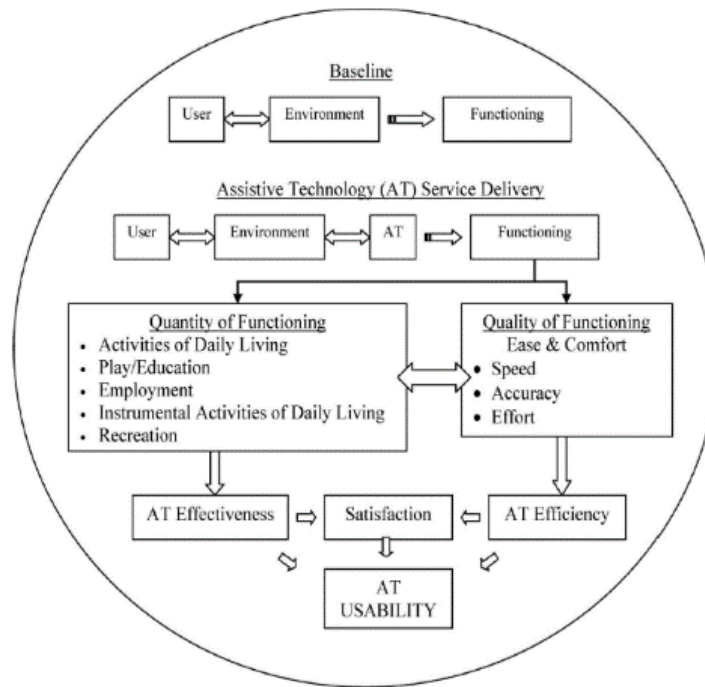 Baseline
User
Environment
Functioning
Assistive Technology (AT) Service Delivery
User
Environment
AT
Functioning
Quantity of Functioning
• Activities of Daily Living
• Play/Education
• Employment
• Instrumental Activities of Daily Living
• Recreation
Quality of Functioning
Ease & Comfort
• Speed
• Accuracy
• Effort
AT Effectiveness
Satisfaction
AT Efficiency
AT
USABILITY